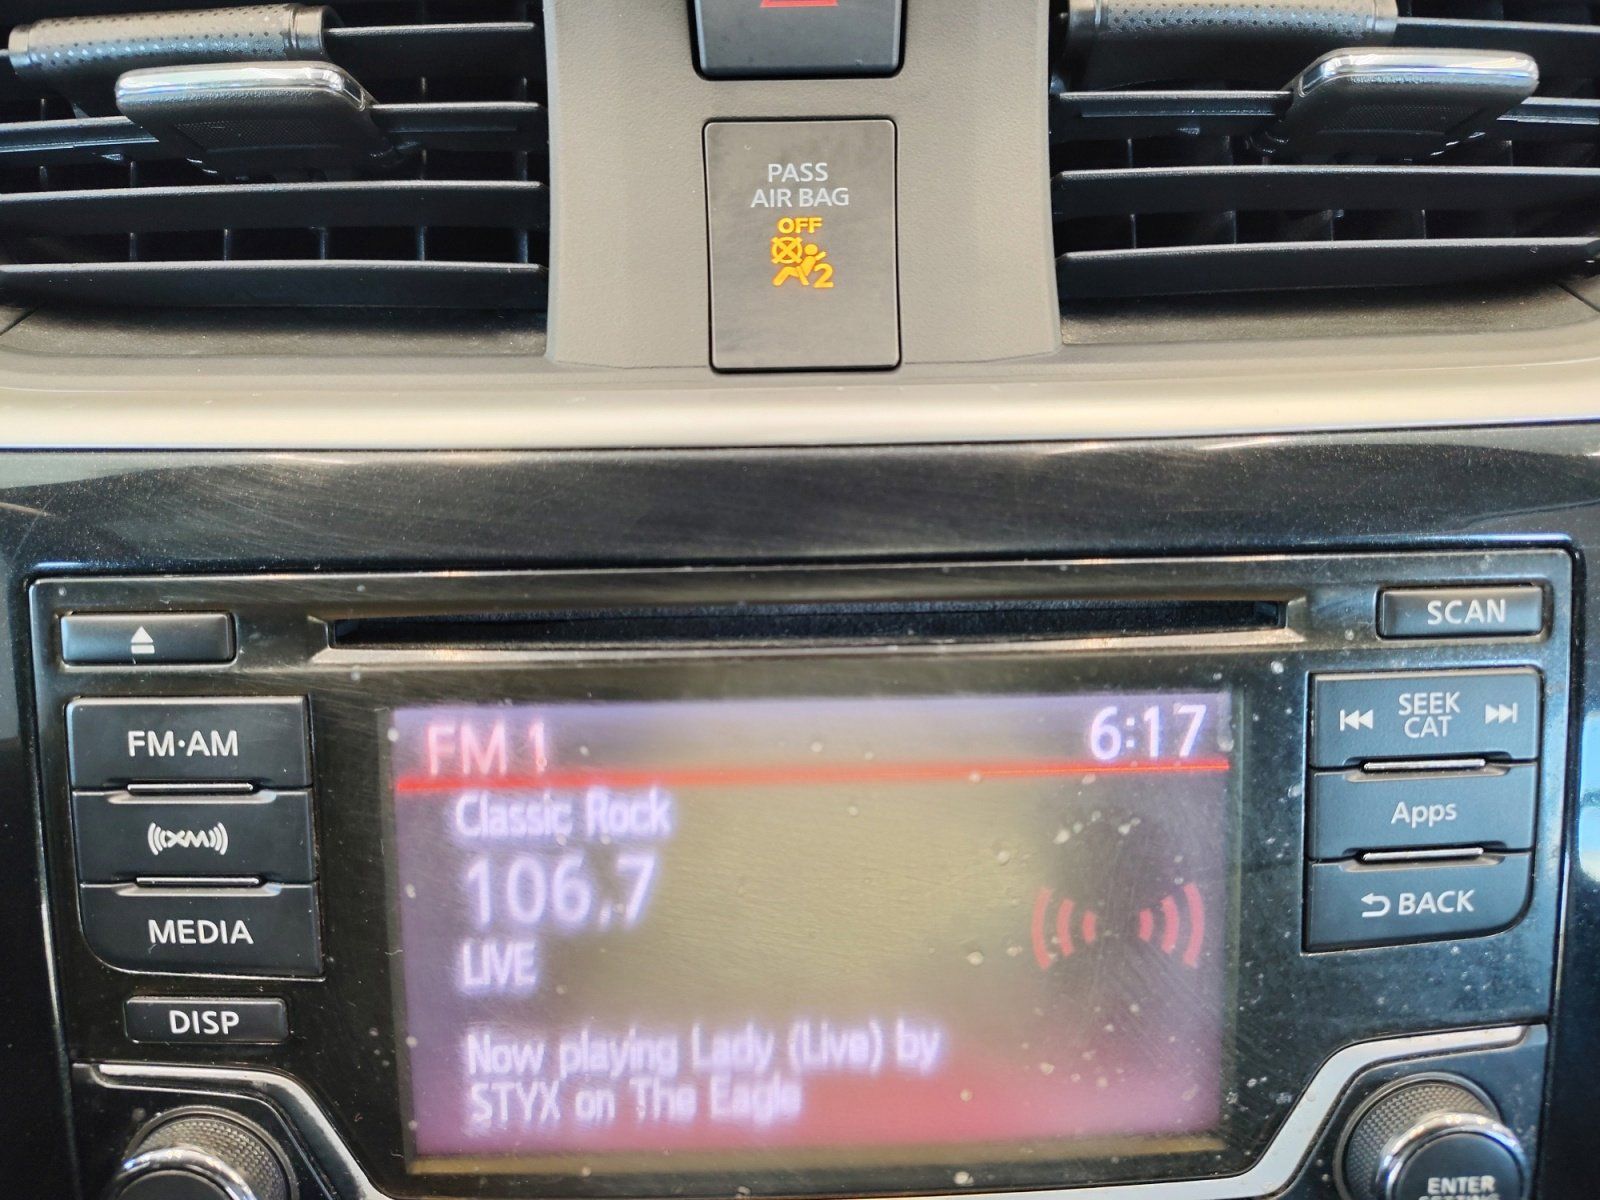 PASS
AIR BAG
OFF
2
SCAN
FM·AM
XM
MEDIA
DISP
SEEK
CAT
Apps
BACK
FM 1
6:17
Classic Rock
106.7
LIVE
Now playing Lady (Live) by
STYX on The Eagle
ENTER